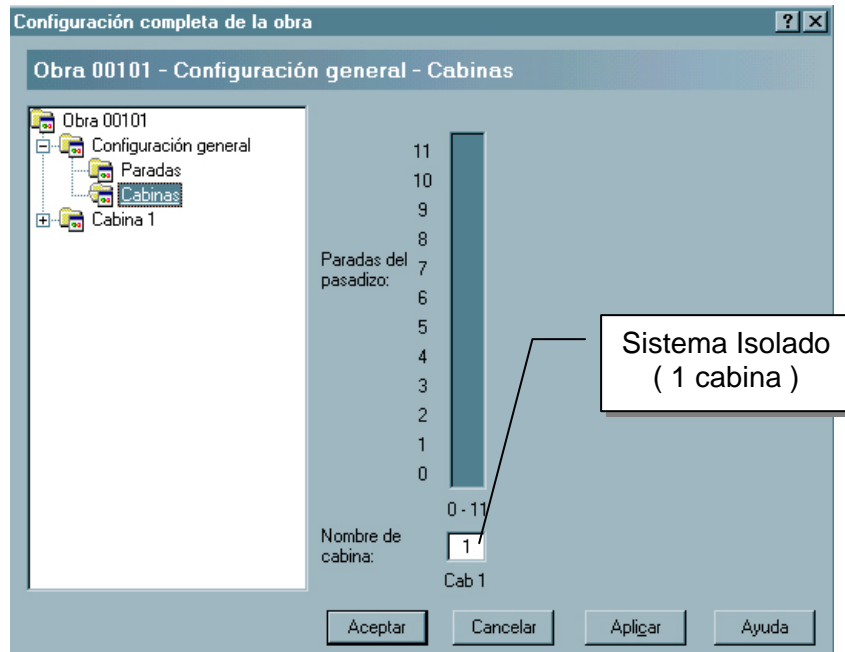 Configuración completa de la obra
Obra 00101 - Configuración general - Cabinas
Obra 00101
Configuración general
Paradas
Cabinas
Cabina 1
Paradas del
pasadizo:
11
10
9
8
7
6
5
4
3
2
1
0
0 - 11
Nombre de
cabina:
1
Cab 1
Sistema Isolado
( 1 cabina )
Aceptar
Cancelar
Aplicar
Ayuda